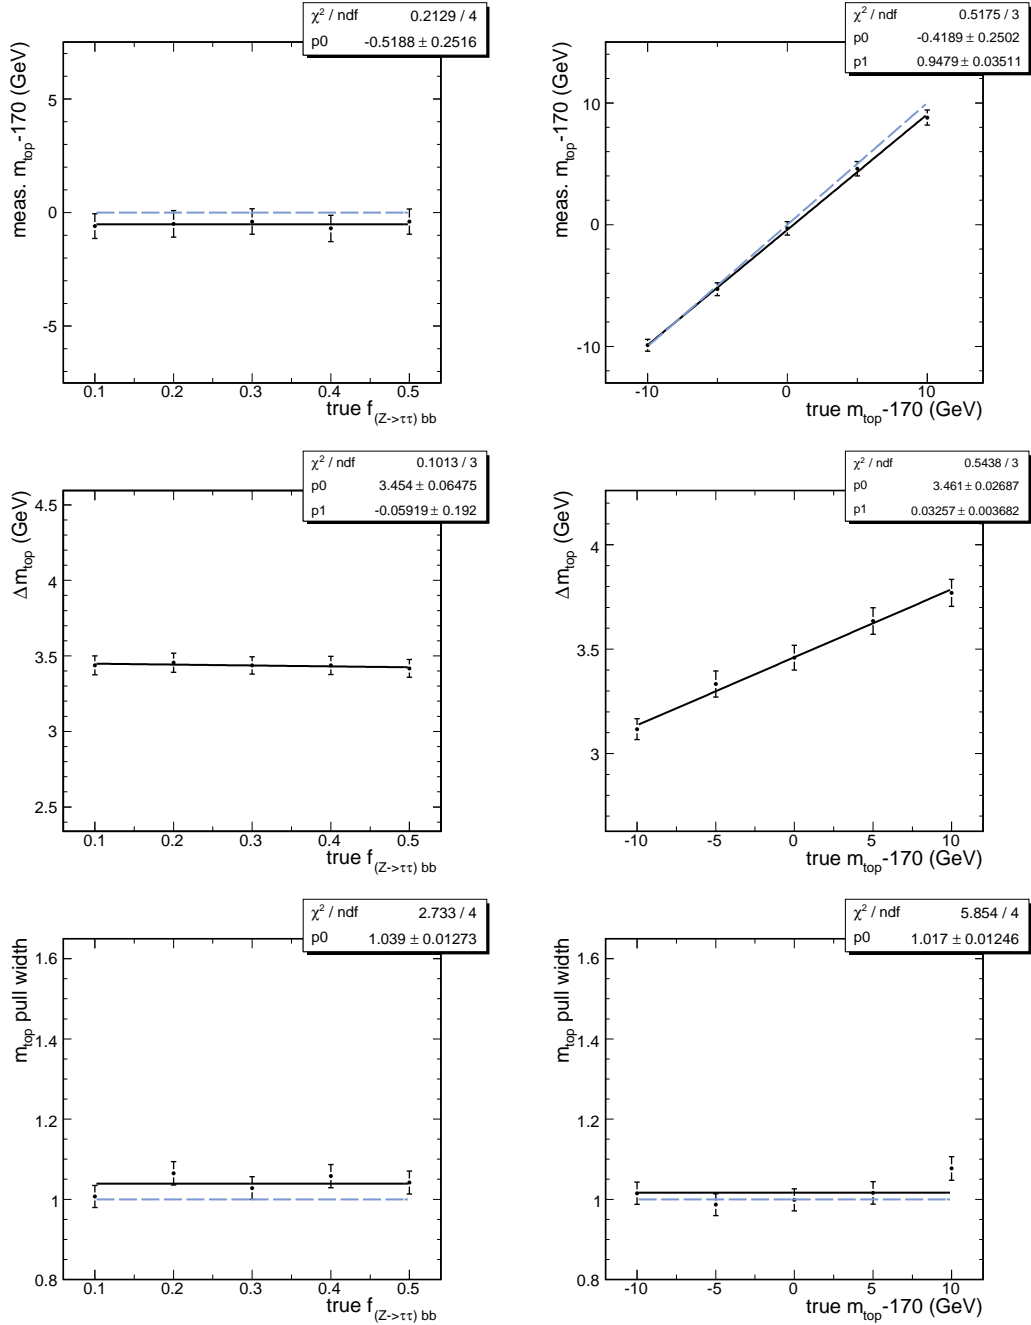 χ² / ndf 0.2129 / 4
p0 -0.5188 ± 0.2516
meas. m_top-170 (GeV)
5
0
-5
0.1 0.2 0.3 0.4 0.5
true f_(Z->ττ) bb
χ² / ndf 0.5175 / 3
p0 -0.4189 ± 0.2502
p1 0.9479 ± 0.03511
meas. m_top-170 (GeV)
10
0
-10
-10 0 10
true m_top-170 (GeV)
χ² / ndf 0.1013 / 3
p0 3.454 ± 0.06475
p1 -0.05919 ± 0.192
Δm_top (GeV)
4.5
4
3.5
3
2.5
0.1 0.2 0.3 0.4 0.5
true f_(Z->ττ) bb
χ² / ndf 0.5438 / 3
p0 3.461 ± 0.02687
p1 0.03257 ± 0.003682
Δm_top (GeV)
4
3.5
3
-10 -5 0 5 10
true m_top-170 (GeV)
χ² / ndf 2.733 / 4
p0 1.039 ± 0.01273
m_top pull width
1.6
1.4
1.2
1
0.8
0.1 0.2 0.3 0.4 0.5
true f_(Z->ττ) bb
χ² / ndf 5.854 / 4
p0 1.017 ± 0.01246
m_top pull width
1.6
1.4
1.2
1
0.8
-10 -5 0 5 10
true m_top-170 (GeV)